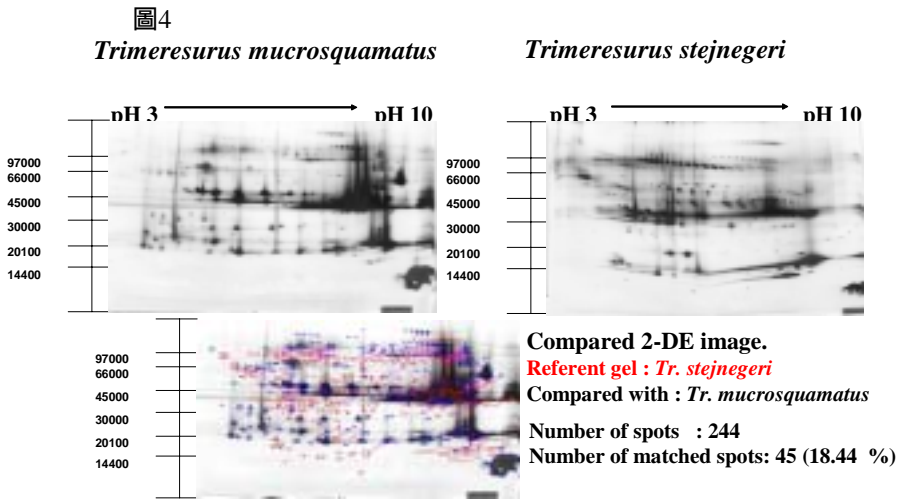 圖4
Trimeresurus mucrosquamatus
Trimeresurus stejnegeri
pH 3 pH 10
pH 3 pH 10
97000
66000
45000
30000
20100
14400
97000
66000
45000
30000
20100
14400
97000
66000
45000
30000
20100
14400
Compared 2-DE image.
Referent gel : Tr. stejnegeri
Compared with : Tr. mucrosquamatus
Number of spots : 244
Number of matched spots: 45 (18.44 %)